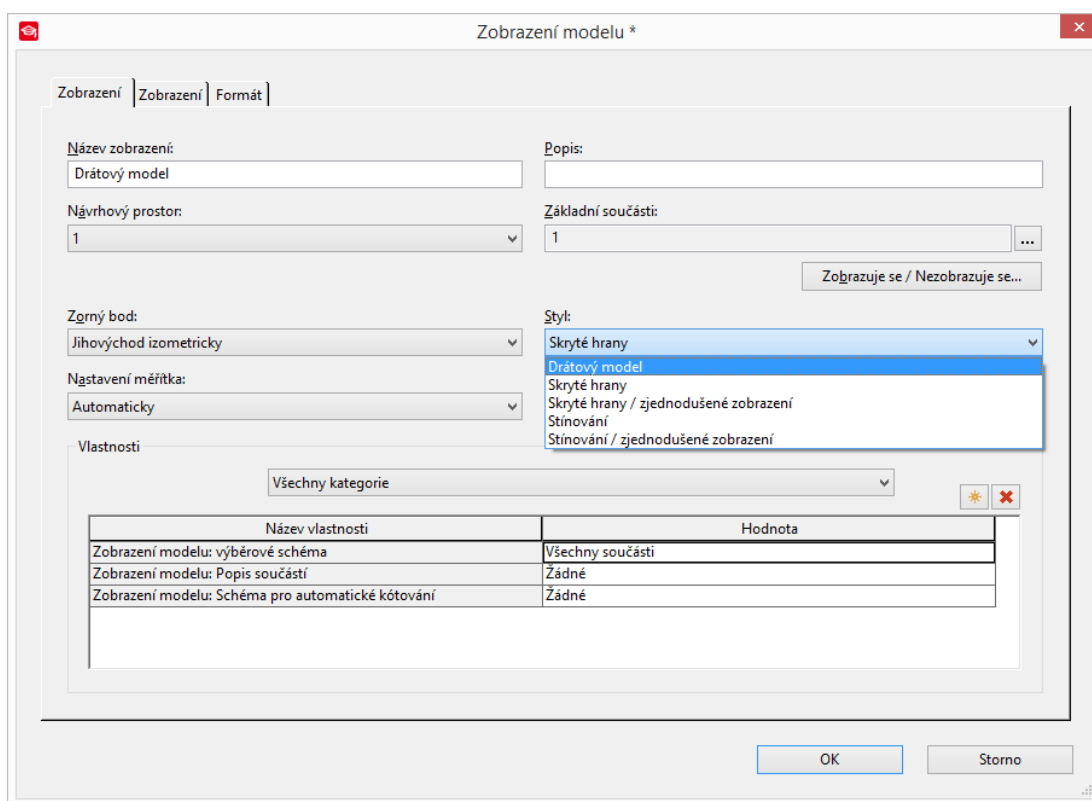 Zobrazení modelu *
Zobrazení Zobrazení Formát
Název zobrazení: Popis:
Drátový model
Návrhový prostor: Základní součásti:
1 1 ...
Zobrazuje se / Nezobrazuje se...
Zorný bod: Styl:
Jihovýchod izometricky Skryté hrany
Drátový model
Nastavení měřítka: Skryté hrany
Automaticky Skryté hrany / zjednodušené zobrazení
Stínování
Stínování / zjednodušené zobrazení
Vlastnosti
Všechny kategorie
Název vlastnosti Hodnota
Zobrazení modelu: výběrové schéma Všechny součásti
Zobrazení modelu: Popis součástí Žádné
Zobrazení modelu: Schéma pro automatické kótování Žádné
OK Storno